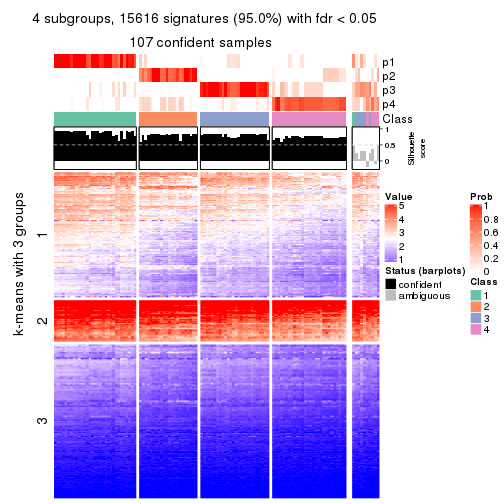 4 subgroups, 15616 signatures (95.0%) with fdr < 0.05
107 confident samples
p1
p2
p3
p4
Class
1
0.5
0
Silhouette
score
k-means with 3 groups
1
2
3
Value
5
4
3
2
1
Status (barplots)
confident
ambiguous
Prob
1
0.8
0.6
0.4
0.2
0
Class
1
2
3
4